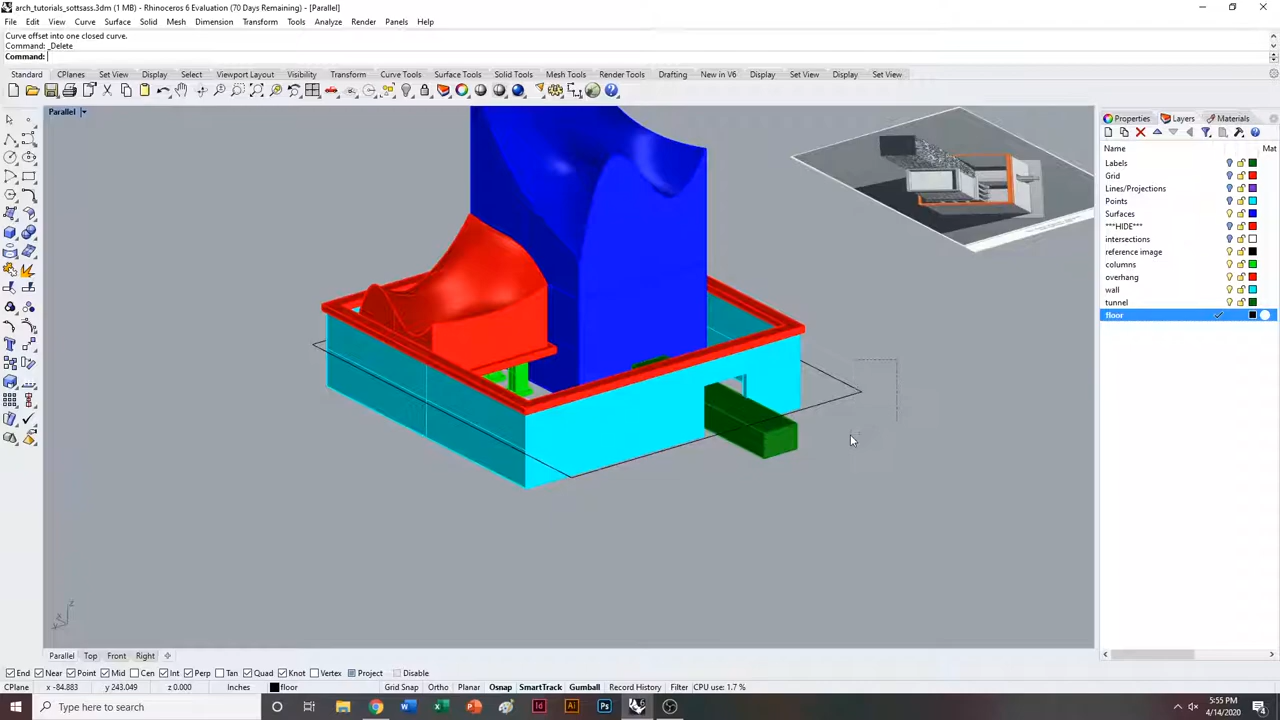 arch_tutorials_sottsass.3dm (1 MB) - Rhinoceros 6 Evaluation (70 Days Remaining) - [Parallel]
File Edit View Curve Surface Solid Mesh Dimension Transform Tools Analyze Render Panels Help
Curve offset into one closed curve.
Command: _Delete
Command:
Standard CPlanes Set View Display Select Viewport Layout Visibility Transform Curve Tools Surface Tools Solid Tools Mesh Tools Render Tools Drafting New in V6 Display Set View Display Set View
Parallel
Properties Layers Materials
Name Mat
Labels
Grid
Lines/Projections
Points
Surfaces
***HIDE***
intersections
reference image
columns
overhang
wall
tunnel
floor
z
x
y
Parallel Top Front Right
End Near Point Mid Cen Int Perp Tan Quad Knot Vertex Project Disable
CPlane x -84.883 y 243.049 z 0.000 Inches floor Grid Snap Ortho Planar Osnap SmartTrack Gumball Record History Filter CPU use: 1.7 %
Type here to search
5:55 PM
4/14/2020